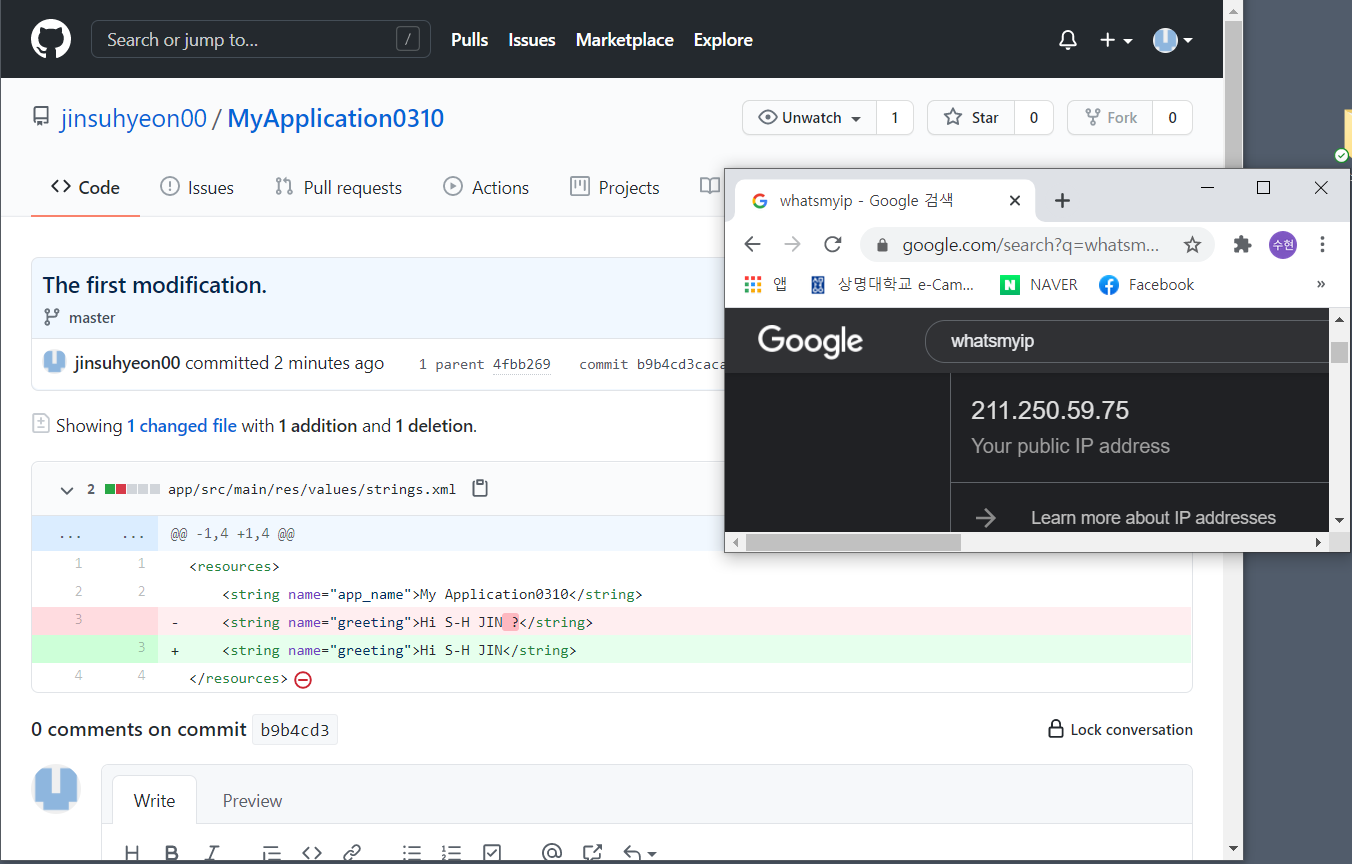 Search or jump to... /
Pulls Issues Marketplace Explore
jinsuhyeon00 / MyApplication0310
Unwatch 1 Star 0 Fork 0
Code Issues Pull requests Actions Projects
The first modification.
master
jinsuhyeon00 committed 2 minutes ago 1 parent 4fbb269 commit b9b4cd3caca
Showing 1 changed file with 1 addition and 1 deletion.
2 app/src/main/res/values/strings.xml
... ... @@ -1,4 +1,4 @@
1 1 <resources>
2 2 <string name="app_name">My Application0310</string>
3 - <string name="greeting">Hi S-H JIN ?</string>
3 + <string name="greeting">Hi S-H JIN</string>
4 4 </resources>
0 comments on commit b9b4cd3
Lock conversation
Write Preview
H B I
whatsmyip - Google 검색
google.com/search?q=whatsm...
수현
앱 상명대학교 e-Cam... NAVER Facebook »
Google whatsmyip
211.250.59.75
Your public IP address
Learn more about IP addresses